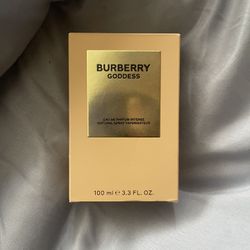 BURBERRY
GODDESS
EAU DE PARFUM INTENSE
NATURAL SPRAY VAPORISATEUR
100 ml ℮ 3.3 FL. OZ.